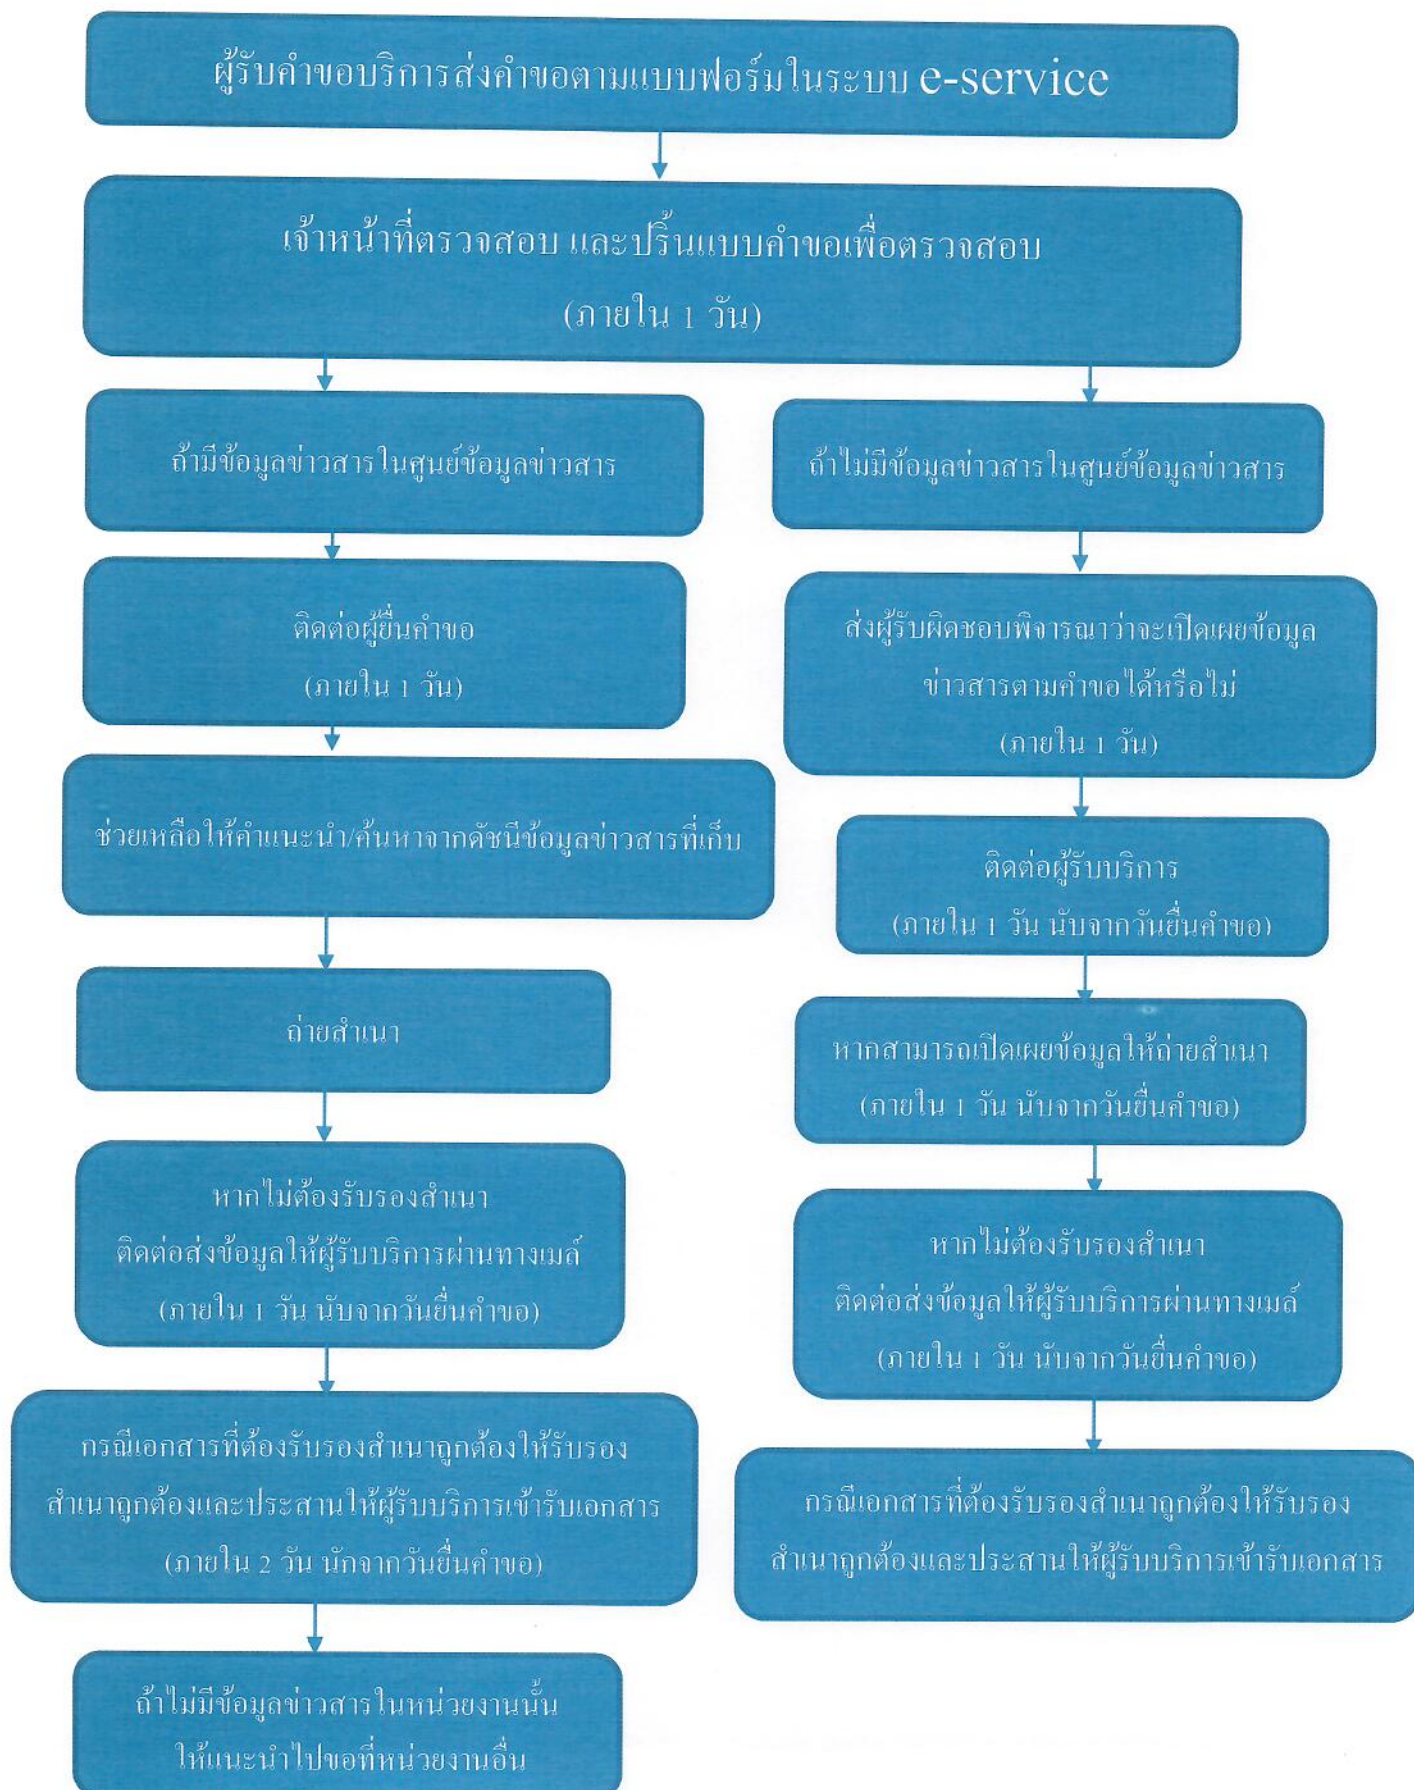 ผู้รับคำขอบริการส่งคำขอตามแบบฟอร์มในระบบ e-service
เจ้าหน้าที่ตรวจสอบ และปริ้นแบบคำขอเพื่อตรวจสอบ
(ภายใน 1 วัน)
ถ้ามีข้อมูลข่าวสารในศูนย์ข้อมูลข่าวสาร
ติดต่อผู้ยื่นคำขอ
(ภายใน 1 วัน)
ช่วยเหลือให้คำแนะนำ/ค้นหาจากดัชนีข้อมูลข่าวสารที่เก็บ
ถ่ายสำเนา
หากไม่ต้องรับรองสำเนา
ติดต่อส่งข้อมูลให้ผู้รับบริการผ่านทางเมล์
(ภายใน 1 วัน นับจากวันยื่นคำขอ)
กรณีเอกสารที่ต้องรับรองสำเนาถูกต้องให้รับรอง
สำเนาถูกต้องและประสานให้ผู้รับบริการเข้ารับเอกสาร
(ภายใน 2 วัน นักจากวันยื่นคำขอ)
ถ้าไม่มีข้อมูลข่าวสารในหน่วยงานนั้น
ให้แนะนำไปขอที่หน่วยงานอื่น
ถ้าไม่มีข้อมูลข่าวสารในศูนย์ข้อมูลข่าวสาร
ส่งผู้รับผิดชอบพิจารณาว่าจะเปิดเผยข้อมูล
ข่าวสารตามคำขอได้หรือไม่
(ภายใน 1 วัน)
ติดต่อผู้รับบริการ
(ภายใน 1 วัน นับจากวันยื่นคำขอ)
หากสามารถเปิดเผยข้อมูลให้ถ่ายสำเนา
(ภายใน 1 วัน นับจากวันยื่นคำขอ)
หากไม่ต้องรับรองสำเนา
ติดต่อส่งข้อมูลให้ผู้รับบริการผ่านทางเมล์
(ภายใน 1 วัน นับจากวันยื่นคำขอ)
กรณีเอกสารที่ต้องรับรองสำเนาถูกต้องให้รับรอง
สำเนาถูกต้องและประสานให้ผู้รับบริการเข้ารับเอกสาร